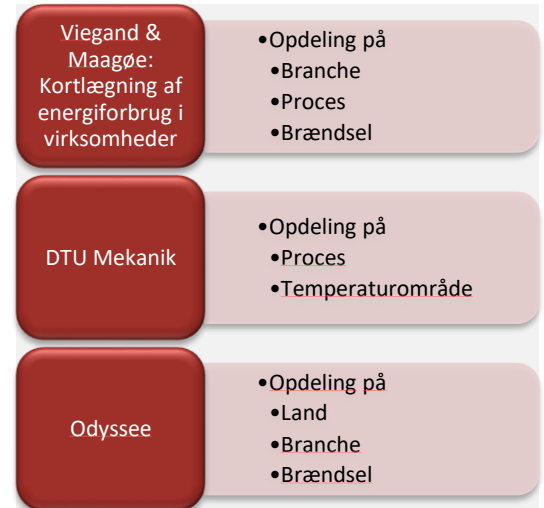 Viegand &
Maagøe:
Kortlægning af
energiforbrug i
virksomheder
•Opdeling på
•Branche
•Proces
•Brændsel
DTU Mekanik
•Opdeling på
•Proces
•Temperaturområde
Odyssee
•Opdeling på
•Land
•Branche
•Brændsel